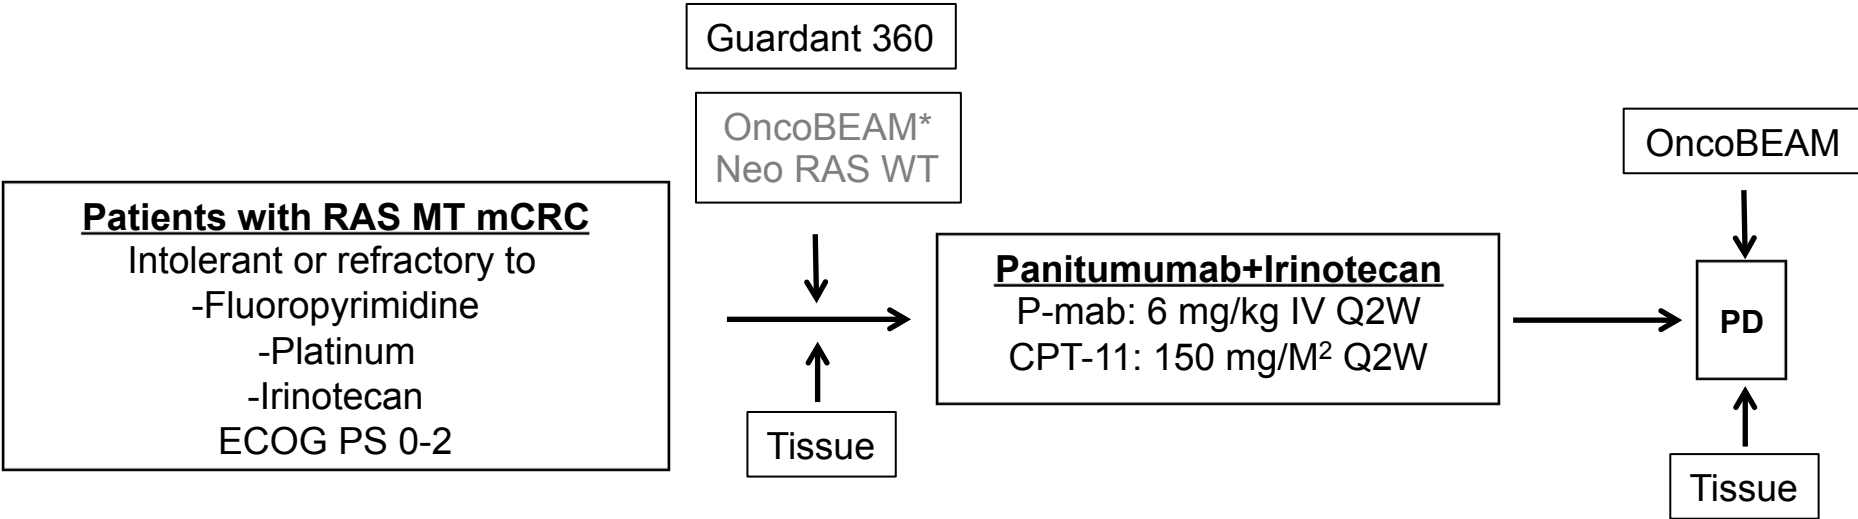 Guardant 360
OncoBEAM*
Neo RAS WT
Patients with RAS MT mCRC
Intolerant or refractory to
-Fluoropyrimidine
-Platinum
-Irinotecan
ECOG PS 0-2
Tissue
Panitumumab+Irinotecan
P-mab: 6 mg/kg IV Q2W
CPT-11: 150 mg/M² Q2W
OncoBEAM
PD
Tissue